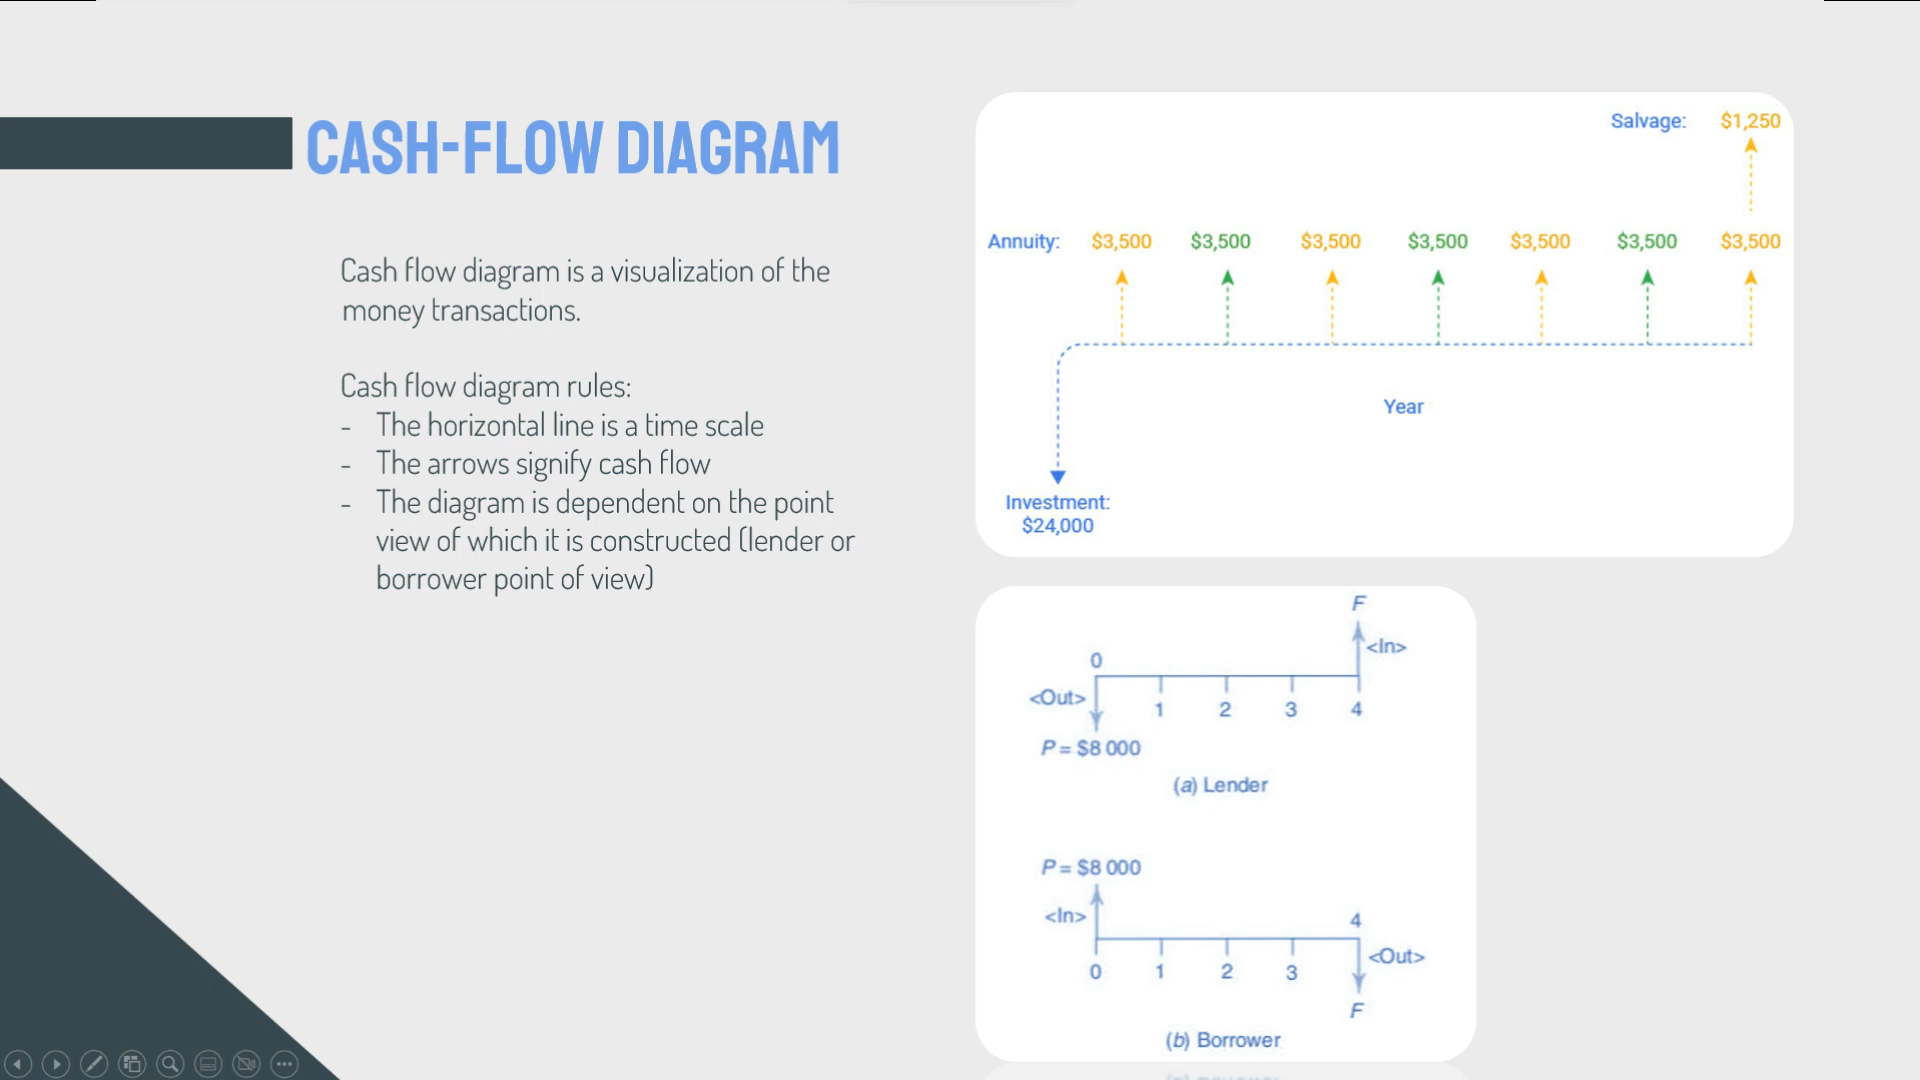 CASH-FLOW DIAGRAM
Cash flow diagram is a visualization of the
money transactions.
Cash flow diagram rules:
- The horizontal line is a time scale
- The arrows signify cash flow
- The diagram is dependent on the point
view of which it is constructed (lender or
borrower point of view)
Salvage: $1,250
Annuity: $3,500 $3,500 $3,500 $3,500 $3,500 $3,500 $3,500
Year
Investment:
$24,000
F
<In>
0
<Out>
1 2 3 4
P = $8 000
(a) Lender
P = $8 000
<In>
4
<Out>
0 1 2 3
F
(b) Borrower